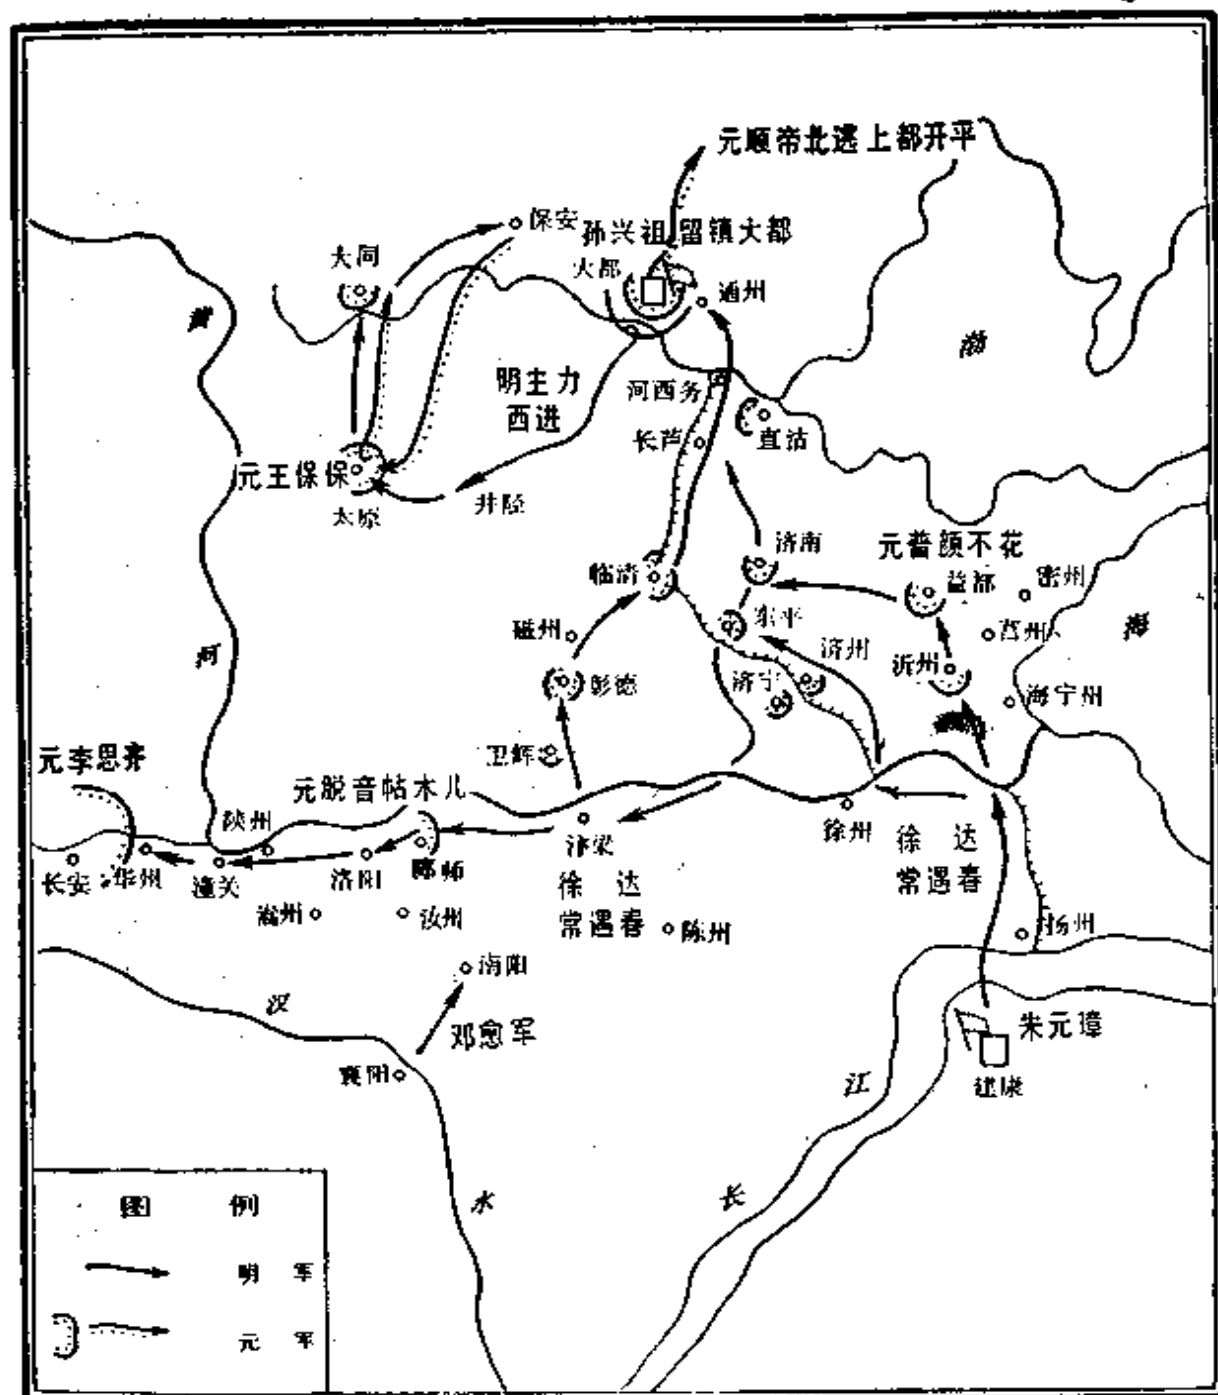 元顺帝北逃上都开平
保安
孙兴祖留镇大都
大同
大都
通州
黄
渤
明主力
西进
河西务
长芦
直沽
元王保保
太原
井陉
济南
元普颜不花
临清
益都
密州
磁州
东平
莒州
海
河
济州
沂州
彰德
济宁
海宁州
卫辉
元李思齐
元脱音帖木儿
陕州
徐州
徐达
常遇春
汴梁
长安
华州
潼关
洛阳
偃师
徐达
常遇春
汝州
陈州
扬州
南阳
汉
邓愈军
朱元璋
襄阳
江
建康
长
水
图例
明军
元军